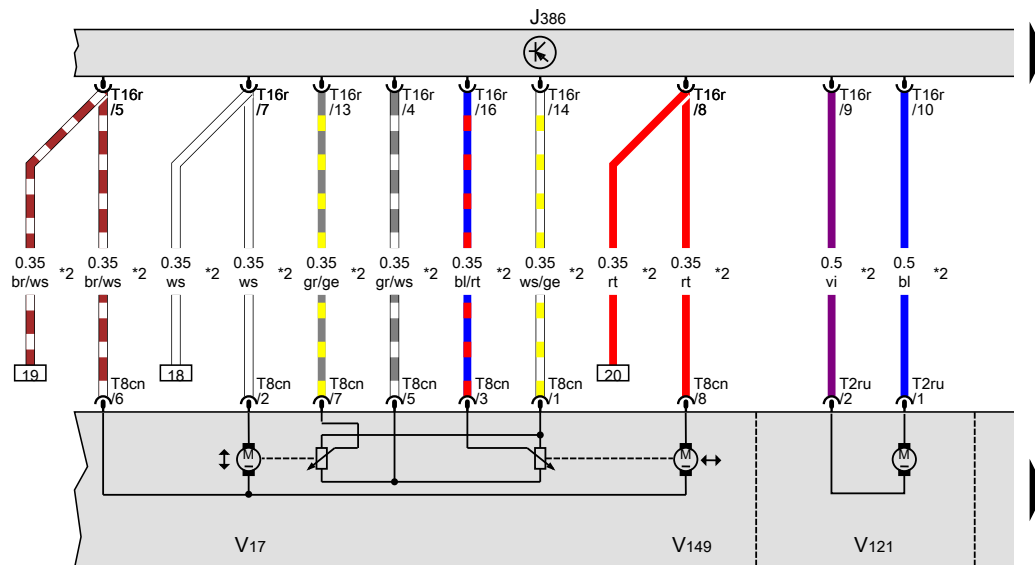 J386
T16r /5
T16r /7
T16r /13
T16r /4
T16r /16
T16r /14
T16r /8
T16r /9
T16r /10
0.35 br/ws *2
0.35 br/ws *2
0.35 ws *2
0.35 ws *2
0.35 gr/ge *2
0.35 gr/ws *2
0.35 bl/rt *2
0.35 ws/ge *2
0.35 rt *2
0.35 rt *2
0.5 vi *2
0.5 bl *2
19
18
20
T8cn /6
T8cn /2
T8cn /7
T8cn /5
T8cn /3
T8cn /1
T8cn /8
T2ru /2
T2ru /1
M
M
M
V17
V149
V121